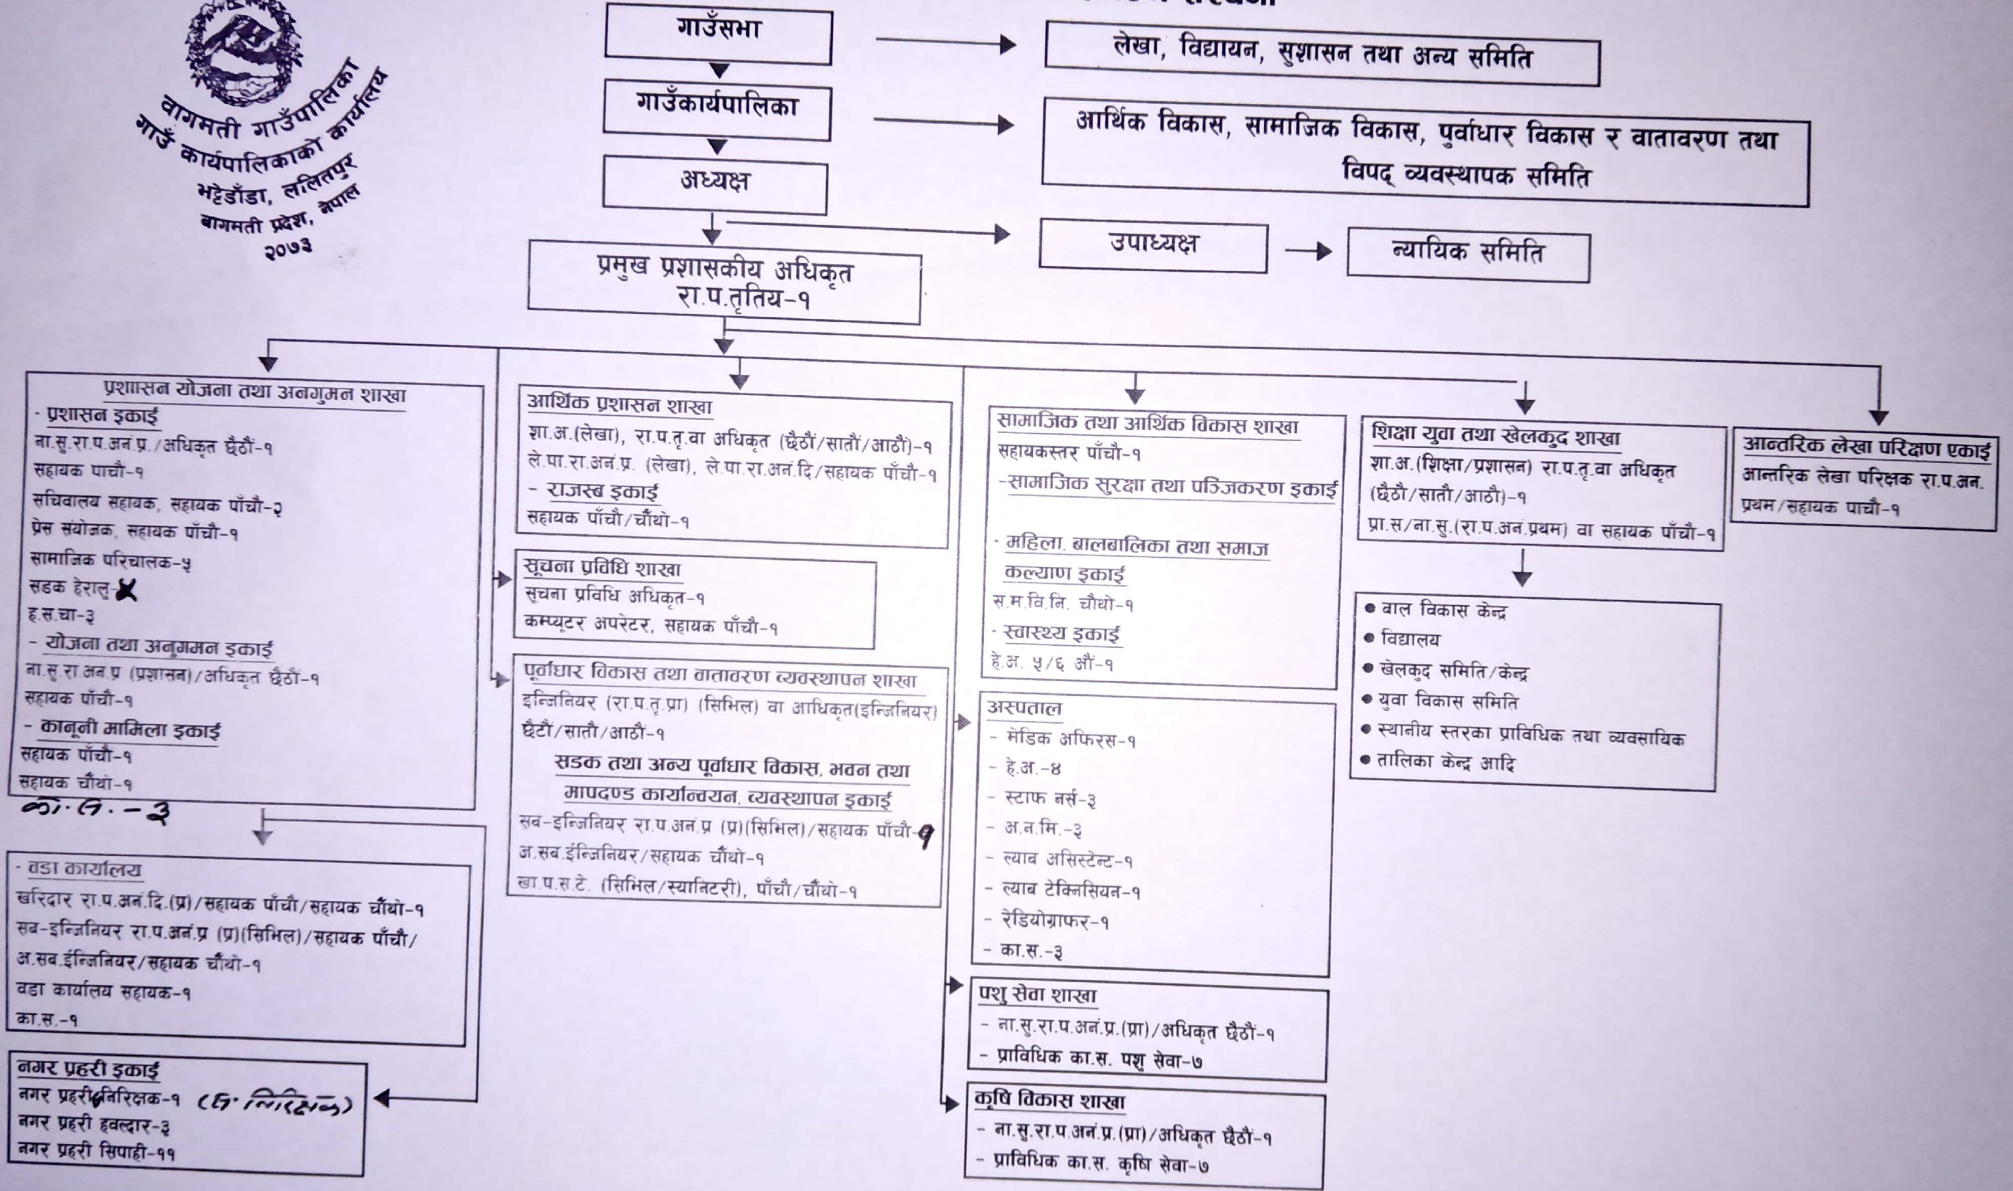 वागमती गाउँपालिका
गाउँ कार्यपालिकाको कार्यालय
भट्टेडाँडा, ललितपुर
बागमती प्रदेश, नेपाल
२०७३
गाउँसभा
लेखा, विद्यायन, सुशासन तथा अन्य समिति
गाउँकार्यपालिका
आर्थिक विकास, सामाजिक विकास, पुर्वाधार विकास र वातावरण तथा
विपद् व्यवस्थापक समिति
अध्यक्ष
उपाध्यक्ष
न्यायिक समिति
प्रमुख प्रशासकीय अधिकृत
रा.प.तृतिय-१
प्रशाासन योजना तथा अनगुमन शाखा
- प्रशासन इकाई
ना.सु.रा.प.अनं.प्र./अधिकृत छैठौं-१
सहायक पाचौ-१
सचिवालय सहायक, सहायक पाँचौ-२
प्रेस संयोजक, सहायक पाँचौ-१
सामाजिक परिचालक-५
सडक हेरालु-
ह.स.चा-३
- योजना तथा अनुगमन इकाई
ना.सु.रा.अन.प्र (प्रशासन)/अधिकृत छैठौं-१
सहायक पाँचौ-१
- कानूनी मामिला इकाई
सहायक पाँचौ-१
सहायक चौंथो-१
का.स.-३
- वडा कार्यालय
खरिदार रा.प.अनं.दि.(प्र)/सहायक पाँचौ/सहायक चौंथो-१
सब-इन्जिनियर रा.प.अनं.प्र (प्र)(सिभिल)/सहायक पाँचौ/
अ.सब.ईन्जिनियर/सहायक चौंथो-१
वडा कार्यालय सहायक-१
का.स.-१
नगर प्रहरी इकाई
नगर प्रहरी निरिक्षक-१ (स. निरिक्षक)
नगर प्रहरी हवल्दार-३
नगर प्रहरी सिपाही-११
आर्थिक प्रशासन शाखा
शा.अ.(लेखा), रा.प.तृ.वा अधिकृत (छैठौं/सातौं/आठौं)-१
ले.पा.रा.अनं.प्र. (लेखा), ले.पा.रा.अनं.दि/सहायक पाँचौ-१
- राजस्ब इकाई
सहायक पाँचौ/चौंथो-१
सूचना प्रविधि शाखा
सूचना प्रविधि अधिकृत-१
कम्प्यूटर अपरेटर, सहायक पाँचौ-१
पूर्वाधार विकास तथा वातावरण व्यवस्थापन शाखा
इन्जिनियर (रा.प.तृ.प्रा) (सिभिल) वा आधिकृत(इन्जिनियर)
छैटौं/सातौ/आठौ-१
सडक तथा अन्य पूर्वाधार विकास, भवन तथा
मापदण्ड कार्यान्वयन, व्यवस्थापन इकाई
सब-इन्जिनियर रा.प.अनं.प्र (प्र)(सिभिल)/सहायक पाँचौ-१
अ.सब.ईन्जिनियर/सहायक चौंथो-१
खा.प.स.टे. (सिभिल/स्यानिटरी), पाँचौ/चौंथो-१
सामाजिक तथा आर्थिक विकास शाखा
सहायकस्तर पाँचौ-१
-सामाजिक सुरक्षा तथा पञ्जिकरण इकाई
- महिला, बालबालिका तथा समाज
कल्याण इकाई
स.म.वि.नि. चौथो-१
- स्वास्थ्य इकाई
हे.अ. ५/६ औं-१
अस्पताल
- मेडिक अफिरस-१
- हे.अ.-४
- स्टाफ नर्स-३
- अ.न.मि.-३
- ल्याब असिस्टेन्ट-१
- ल्याब टेक्निसियन-१
- रेडियोग्राफर-१
- का.स.-३
पशु सेवा शाखा
- ना.सु.रा.प.अनं.प्र.(प्रा)/अधिकृत छैठौं-१
- प्राविधिक का.स. पशु सेवा-७
कृषि विकास शाखा
- ना.सु.रा.प.अनं.प्र.(प्रा)/अधिकृत छैठौं-१
- प्राविधिक का.स. कृषि सेवा-७
शिक्षा युवा तथा खेलकुद शाखा
शा.अ.(शिक्षा/प्रशासन) रा.प.तृ.वा अधिकृत
(छैठौ/सातौ/आठौ)-१
प्रा.स/ना.सु.(रा.प.अनं.प्रथम) वा सहायक पाँचौ-१
● बाल विकास केन्द्र
● विद्यालय
● खेलकुद समिति/केन्द्र
● युवा विकास समिति
● स्थानीय स्तरका प्राविधिक तथा व्यवसायिक
● तालिका केन्द्र आदि
आन्तरिक लेखा परिक्षण एकाई
आन्तरिक लेखा परिक्षक रा.प.अन.
प्रथम/सहायक पाचौ-१